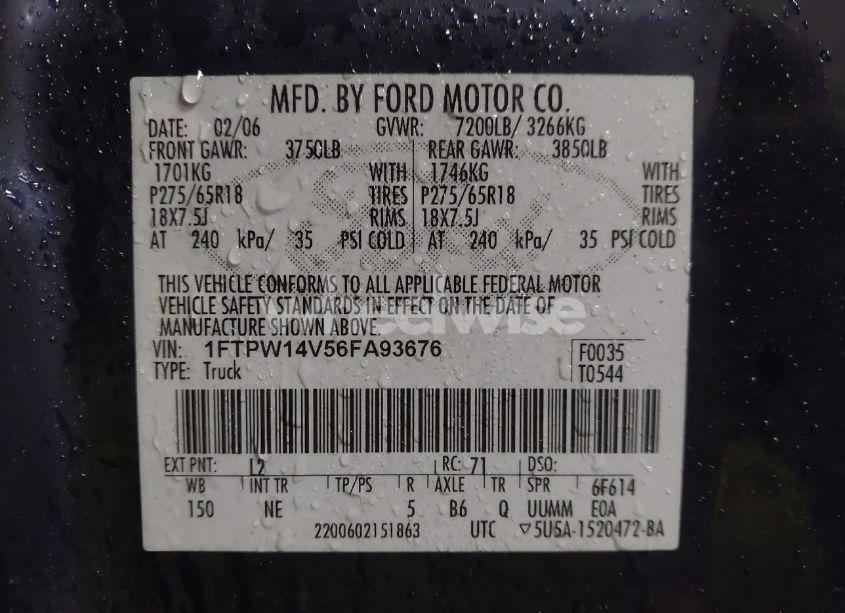 MFD. BY FORD MOTOR CO.
DATE: 02/06 GVWR: 7200LB/ 3266KG
FRONT GAWR: 3750LB REAR GAWR: 3850LB
1701KG WITH 1746KG WITH
P275/65R18 TIRES P275/65R18 TIRES
18X7.5J RIMS 18X7.5J RIMS
AT 240 kPa/ 35 PSI COLD AT 240 kPa/ 35 PSI COLD
THIS VEHICLE CONFORMS TO ALL APPLICABLE FEDERAL MOTOR
VEHICLE SAFETY STANDARDS IN EFFECT ON THE DATE OF
MANUFACTURE SHOWN ABOVE.
VIN: 1FTPW14V56FA93676 F0035
TYPE: Truck T0544
EXT PNT: L2 RC: 71 DSO:
WB INT TR TP/PS R AXLE TR SPR 6F614
150 NE 5 B6 Q UUMM E0A
2200602151863 UTC ▽5U5A-1520472-BA